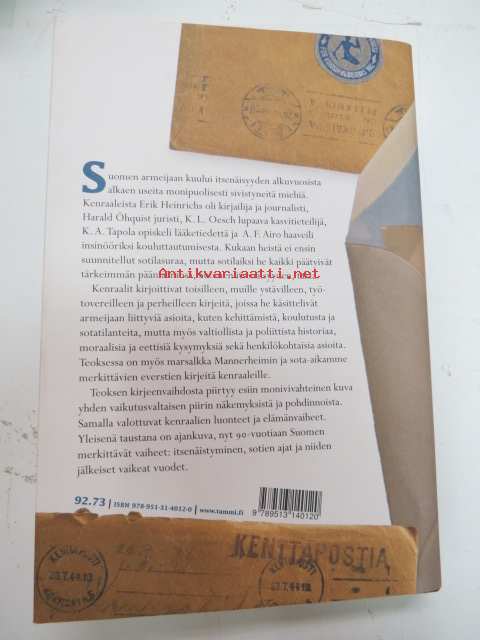 Suomen armeijaan kuului itsenäisyyden alkuvuosista
alkaen useita monipuolisesti sivistyneitä miehiä.
Kenraaleista Erik Heinrichs oli kirjailija ja journalisti,
Harald Öhquist juristi, K. L. Oesch lupaava kasvitieteilijä,
K. A. Tapola opiskeli lääketiedettä ja A. F. Airo haaveili
insinööriksi kouluttautumisesta. Kukaan heistä ei ensin
suunnitellut sotilasuraa, mutta sotilaiksi he kaikki päätyivät
tärkeimmän
Antikvariaatti.net
Kenraalit kirjoittivat toisilleen, muille ystävilleen, työ-
tovereilleen ja perheilleen kirjeitä, joissa he käsittelivät
armeijaan liittyviä asioita, kuten kehittämistä, koulutusta ja
sotatilanteita, mutta myös valtiollista ja poliittista historiaa,
moraalisia ja eettisiä kysymyksiä sekä henkilökohtaisia asioita.
Teoksessa on myös marsalkka Mannerheimin ja sota-aikamme
merkittävien everstien kirjeitä kenraaleille.
Teoksen kirjeenvaihdosta piirtyy esiin monivivahteinen kuva
yhden vaikutusvaltaisen piirin näkemyksistä ja pohdinnoista.
Samalla valottuvat kenraalien luonteet ja elämänvaiheet.
Yleisenä taustana on ajankuva, nyt 90-vuotiaan Suomen
merkittävät vaiheet: itsenäistyminen, sotien ajat ja niiden
jälkeiset vaikeat vuodet.
92.73 | ISBN 978-951-31-4012-0 | www.tammi.fi
9 789513 140120
KENTTÄPOSTIA